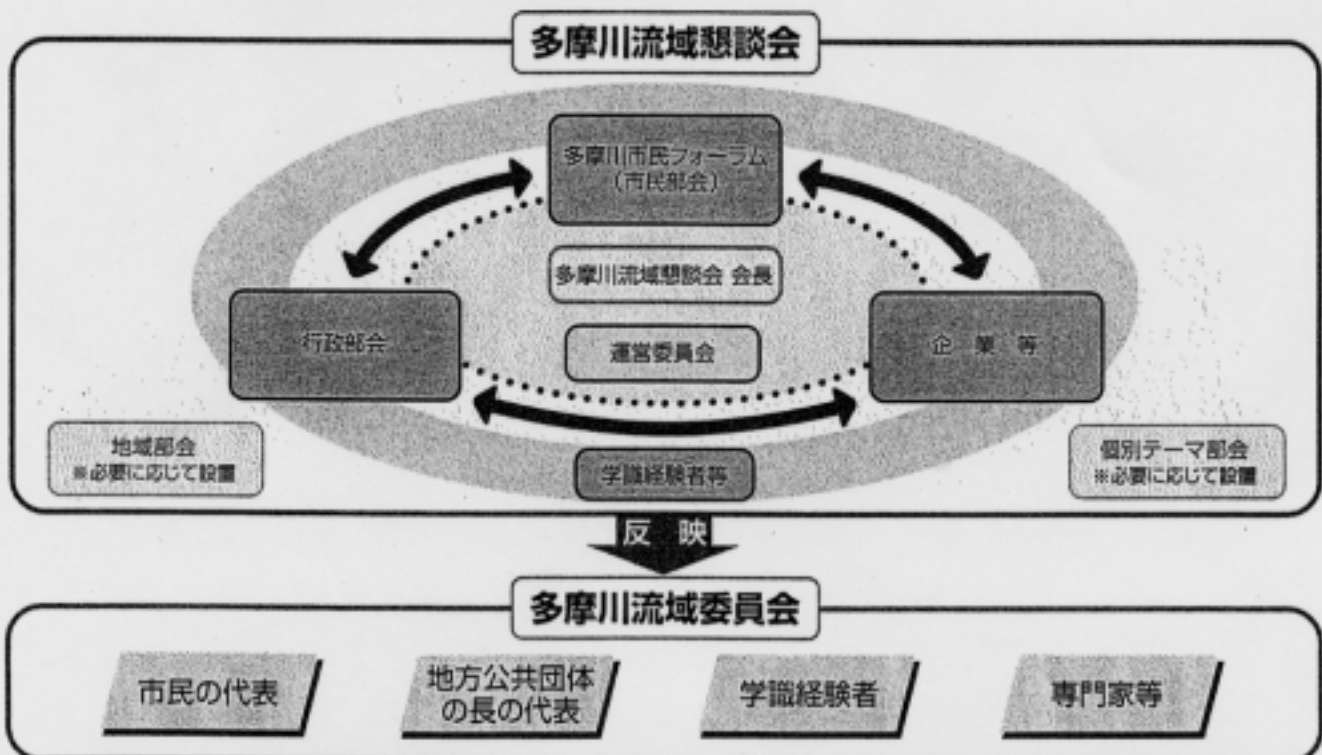 多摩川流域懇談会
多摩川市民フォーラム
(市民部会)
多摩川流域懇談会 会長
行政部会
運営委員会
企業等
地域部会
※必要に応じて設置
個別テーマ部会
※必要に応じて設置
学識経験者等
反映
多摩川流域委員会
市民の代表
地方公共団体
の長の代表
学識経験者
専門家等